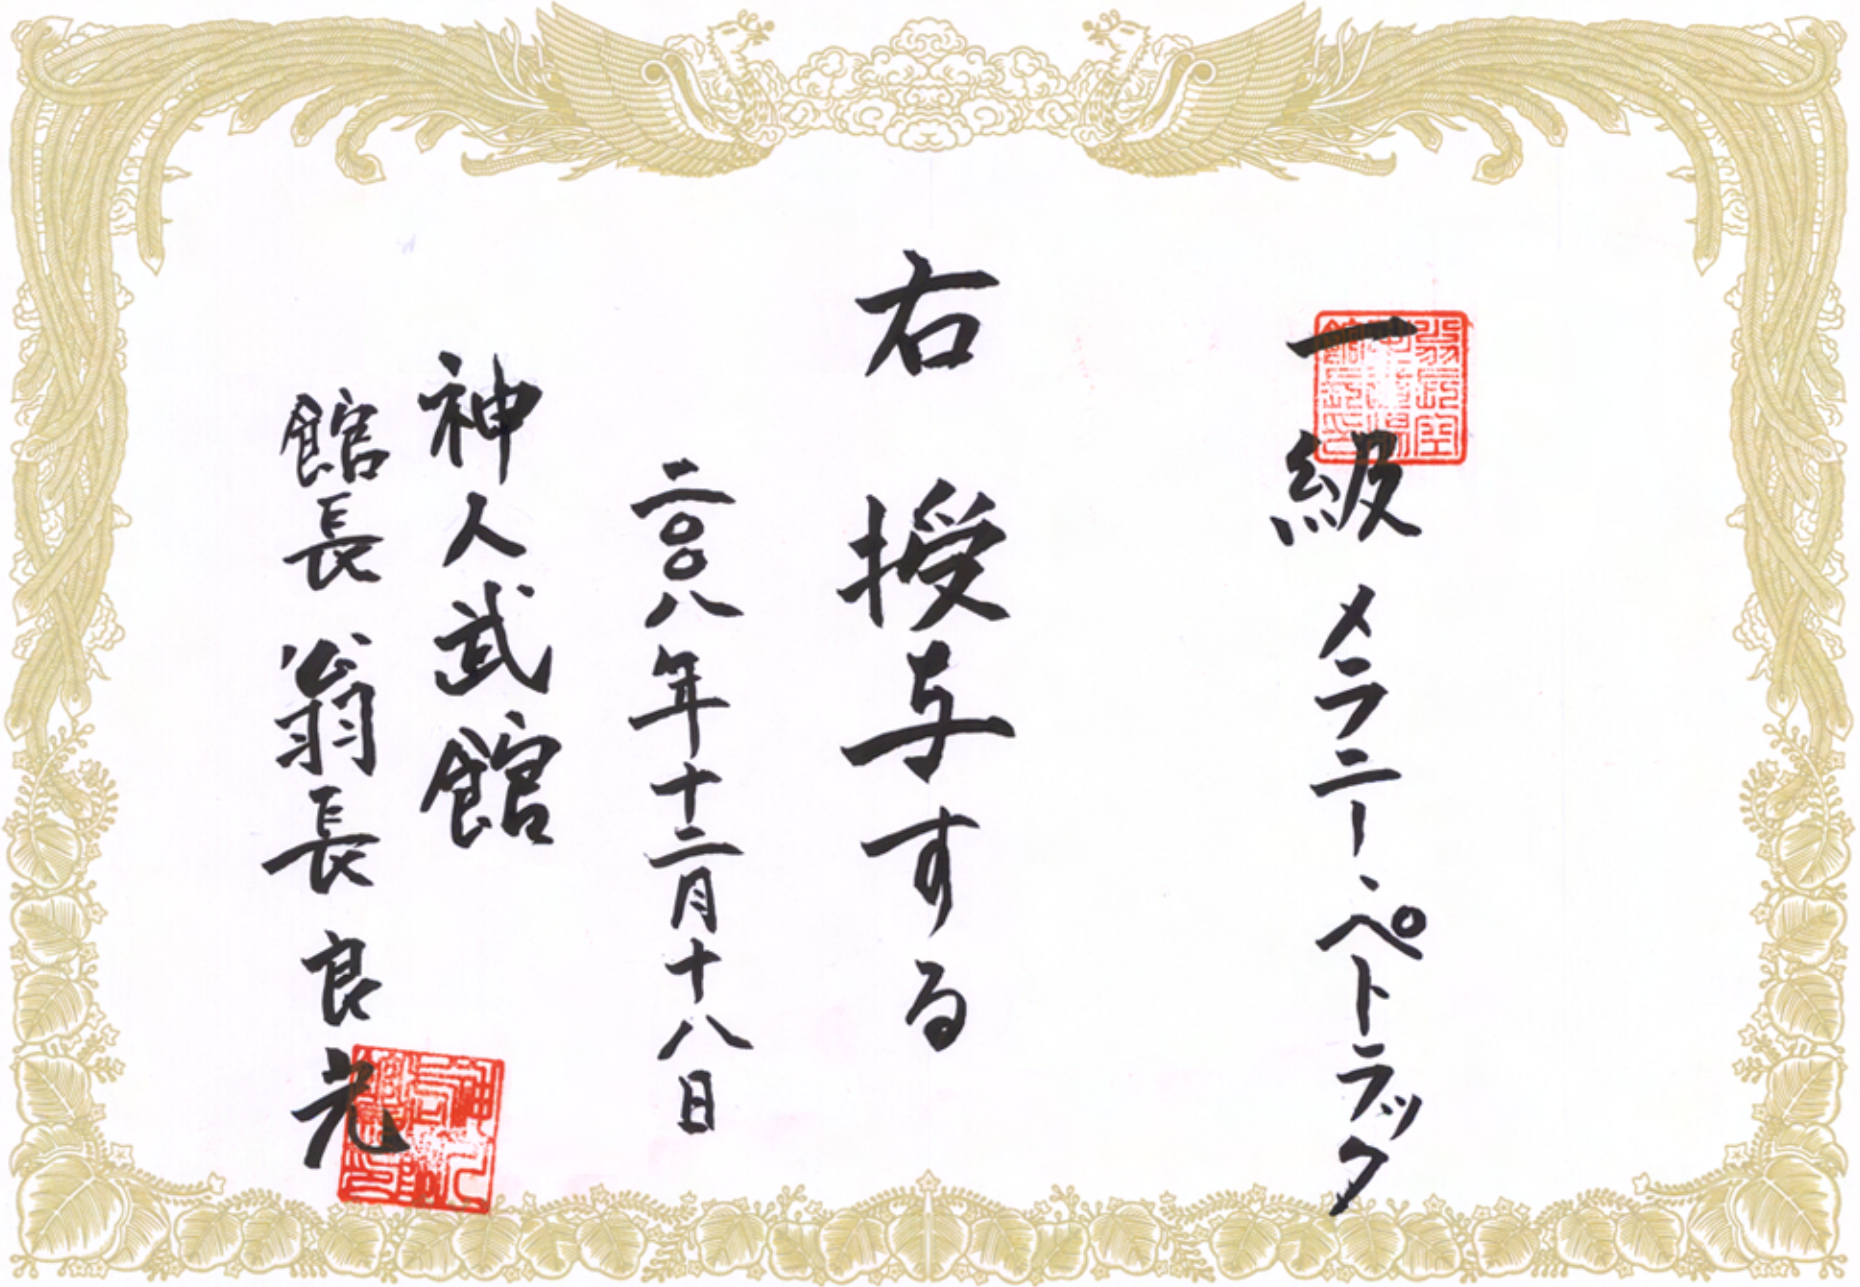 一級 メラニー、ペトラック
右 授与する
二〇〇八年十二月十八日
神人武館
館長 翁長良光